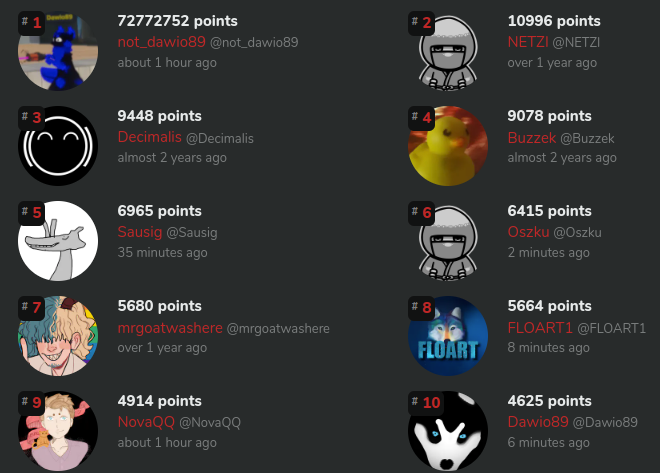 # 1
Dawio89
72772752 points
not_dawio89 @not_dawio89
about 1 hour ago
# 2
10996 points
NETZI @NETZI
over 1 year ago
# 3
9448 points
Decimalis @Decimalis
almost 2 years ago
# 4
9078 points
Buzzek @Buzzek
almost 2 years ago
# 5
6965 points
Sausig @Sausig
35 minutes ago
# 6
6415 points
Oszku @Oszku
2 minutes ago
# 7
5680 points
mrgoatwashere @mrgoatwashere
over 1 year ago
# 8
FLOART
5664 points
FLOART1 @FLOART1
8 minutes ago
# 9
4914 points
NovaQQ @NovaQQ
about 1 hour ago
# 10
4625 points
Dawio89 @Dawio89
6 minutes ago